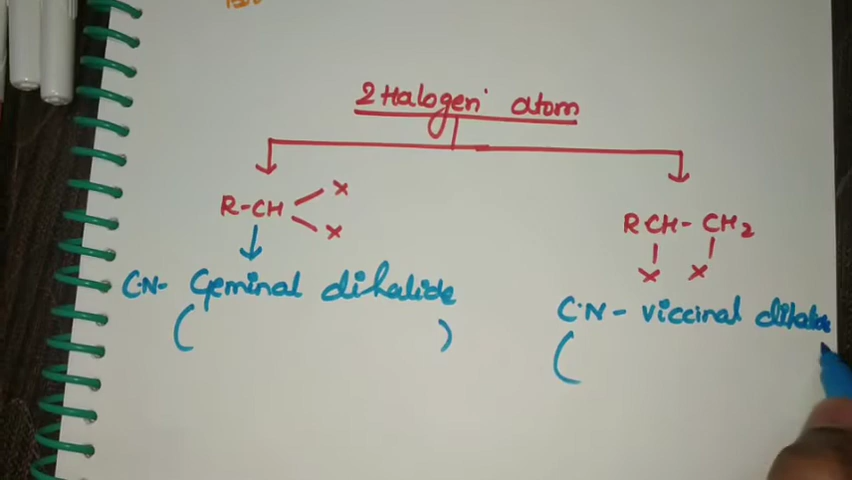 2 Halogen atom
R-CH
x
x
RCH-CH2
x x
C.N- Geminal dihalide
( )
C.N- viccinal dihalide
(